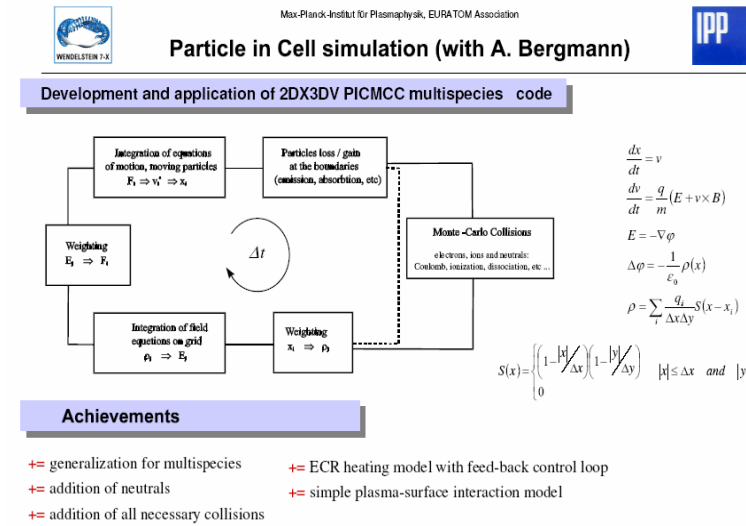 Max-Planck-Institut für Plasmaphysik, EURATOM Association
WENDELSTEIN 7-X
IPP
Particle in Cell simulation (with A. Bergmann)
Development and application of 2DX3DV PICMCC multispecies code
Integration of equations
of motion, moving particles
Fᵢ ⇒ vᵢ' ⇒ xᵢ
Particles loss / gain
at the boundaries
(emission, absorbtion, etc)
Weighting
Eⱼ ⇒ Fᵢ
Δt
Monte -Carlo Collisions
electrons, ions and neutrals:
Coulomb, ionization, dissociation, etc ...
Integration of field
equetions on grid
ρⱼ ⇒ Eⱼ
Weighting
xᵢ ⇒ ρⱼ
dx/dt = v
dv/dt = q/m (E + v × B)
E = −∇φ
Δφ = − 1/ε₀ ρ(x)
ρ = ∑ᵢ qᵢ/ΔxΔy S(x − xᵢ)
S(x) = { (1 − |x|/Δx)(1 − |y|/Δy) |x| ≤ Δx and |y
0
Achievements
+= generalization for multispecies
+= addition of neutrals
+= addition of all necessary collisions
+= ECR heating model with feed-back control loop
+= simple plasma-surface interaction model